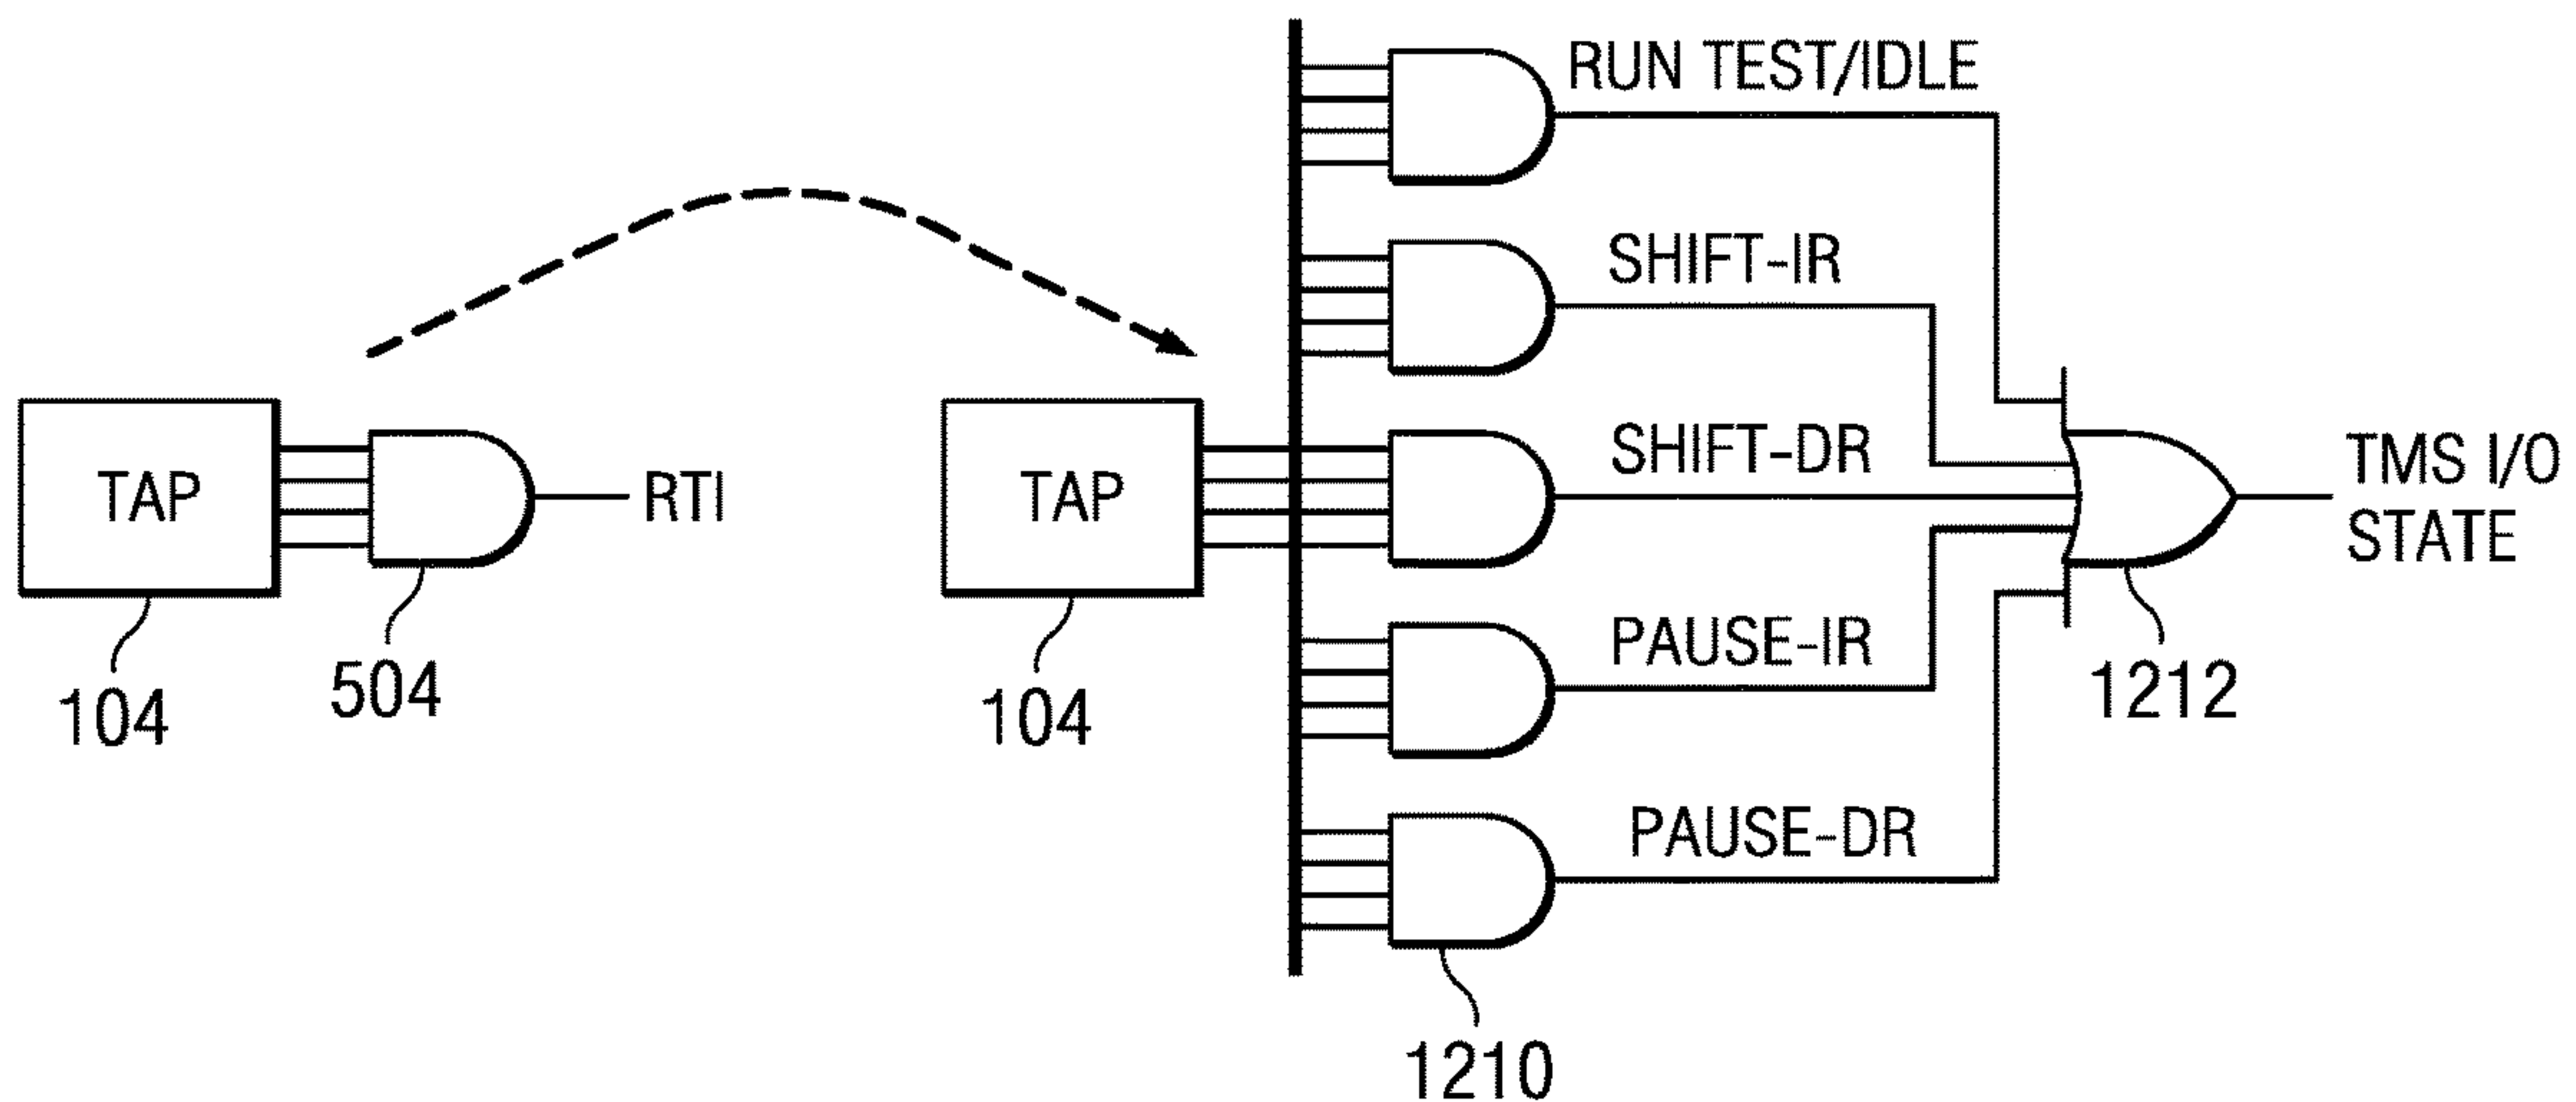 TAP
104
504
RTI
TAP
104
RUN TEST/IDLE
SHIFT-IR
SHIFT-DR
PAUSE-IR
PAUSE-DR
1210
1212
TMS I/O
STATE